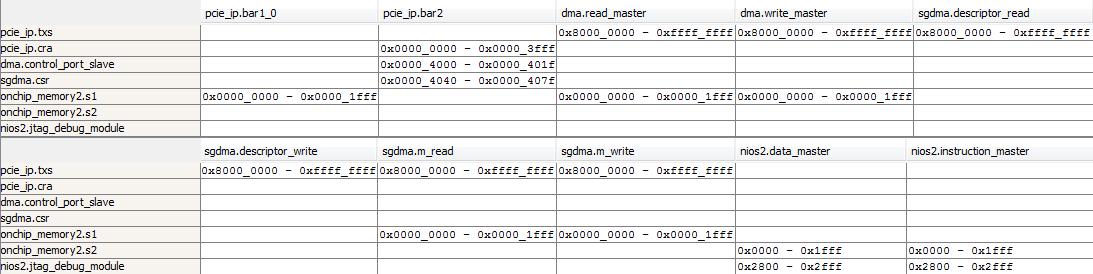 pcie_ip.bar1_0 pcie_ip.bar2 dma.read_master dma.write_master sgdma.descriptor_read
pcie_ip.txs 0x8000_0000 - 0xffff_ffff 0x8000_0000 - 0xffff_ffff 0x8000_0000 - 0xffff_ffff
pcie_ip.cra 0x0000_0000 - 0x0000_3fff
dma.control_port_slave 0x0000_4000 - 0x0000_401f
sgdma.csr 0x0000_4040 - 0x0000_407f
onchip_memory2.s1 0x0000_0000 - 0x0000_1fff 0x0000_0000 - 0x0000_1fff 0x0000_0000 - 0x0000_1fff
onchip_memory2.s2
nios2.jtag_debug_module
sgdma.descriptor_write sgdma.m_read sgdma.m_write nios2.data_master nios2.instruction_master
pcie_ip.txs 0x8000_0000 - 0xffff_ffff 0x8000_0000 - 0xffff_ffff 0x8000_0000 - 0xffff_ffff
pcie_ip.cra
dma.control_port_slave
sgdma.csr
onchip_memory2.s1 0x0000_0000 - 0x0000_1fff 0x0000_0000 - 0x0000_1fff
onchip_memory2.s2 0x0000 - 0x1fff 0x0000 - 0x1fff
nios2.jtag_debug_module 0x2800 - 0x2fff 0x2800 - 0x2fff